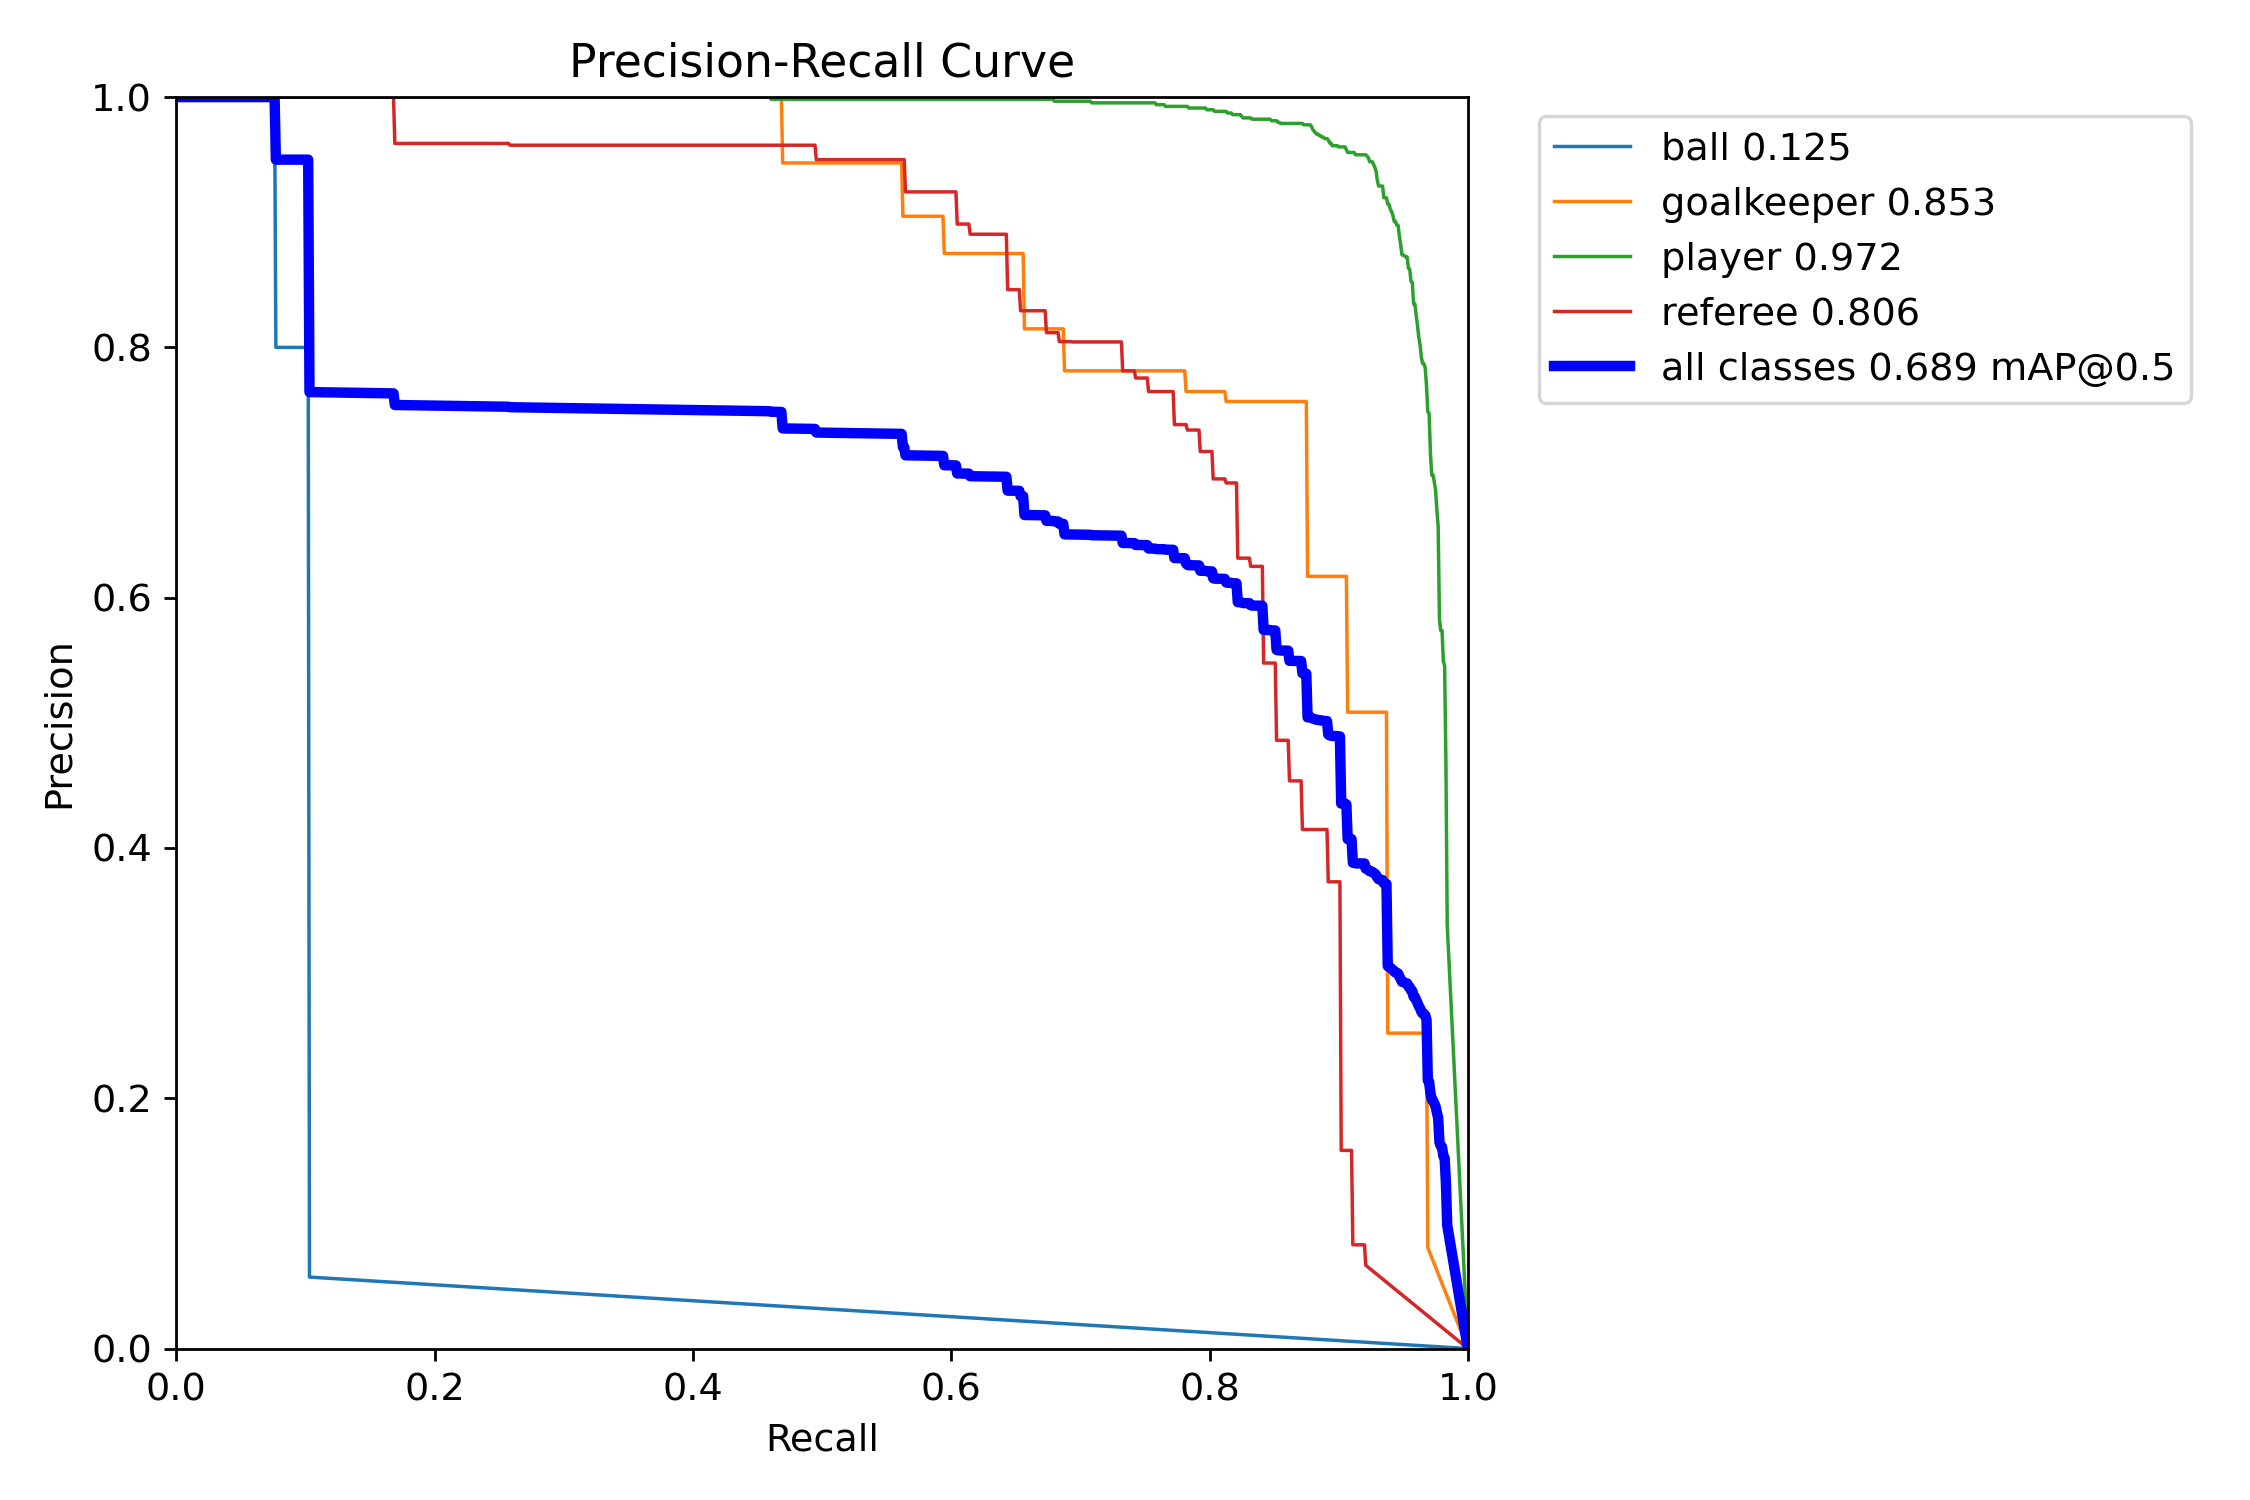 Precision-Recall Curve
1.0
0.8
0.6
0.4
0.2
0.0
Precision
0.0 0.2 0.4 0.6 0.8 1.0
Recall
ball 0.125
goalkeeper 0.853
player 0.972
referee 0.806
all classes 0.689 mAP@0.5